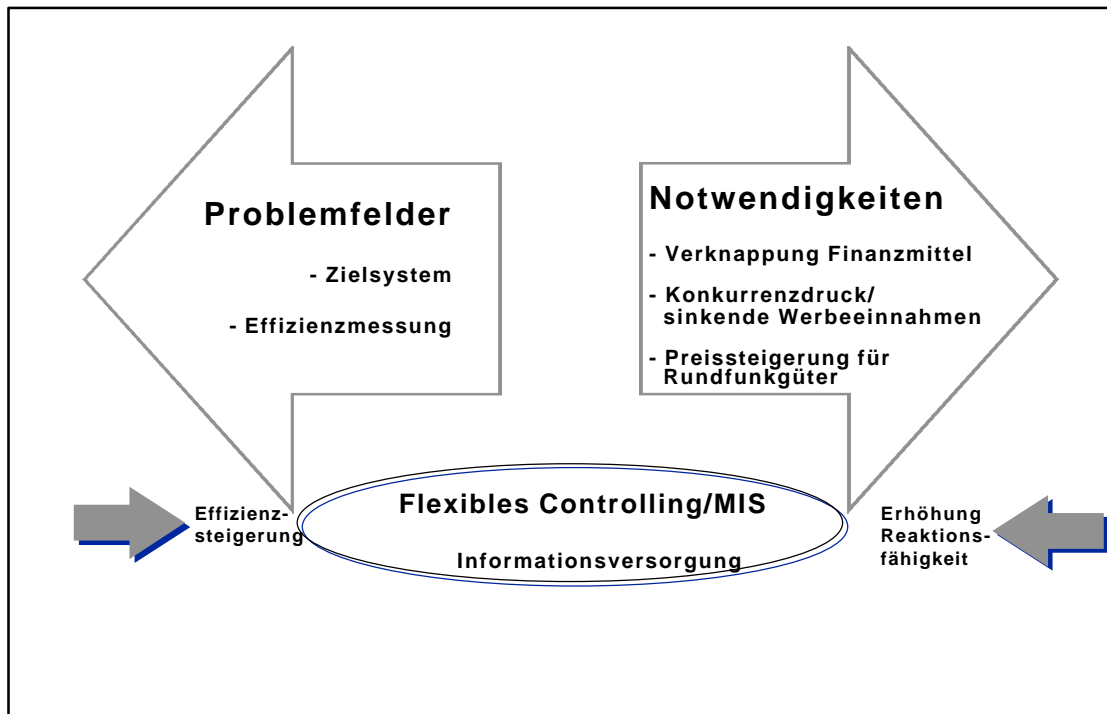 Problemfelder
- Zielsystem
- Effizienzmessung
Notwendigkeiten
- Verknappung Finanzmittel
- Konkurrenzdruck/
sinkende Werbeeinnahmen
- Preissteigerung für
Rundfunkgüter
Effizienz-
steigerung
Flexibles Controlling/MIS
Informationsversorgung
Erhöhung
Reaktions-
fähigkeit